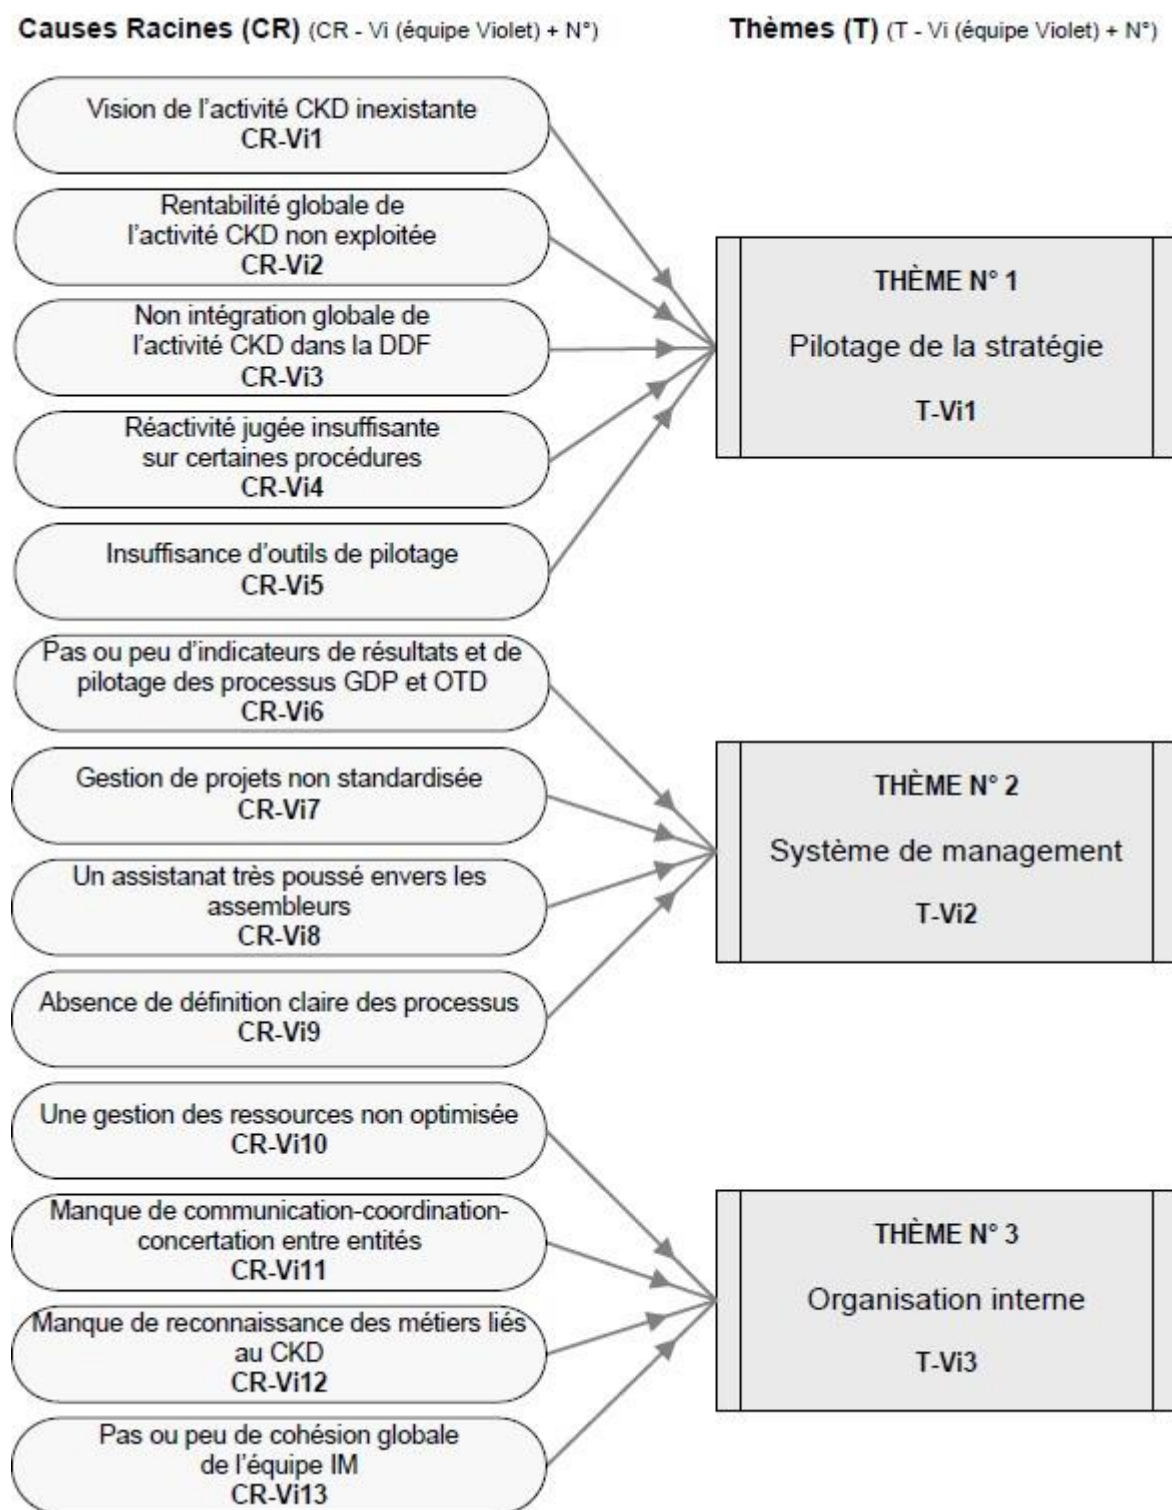 Causes Racines (CR) (CR - Vi (équipe Violet) + N°)
Thèmes (T) (T - Vi (équipe Violet) + N°)
Vision de l'activité CKD inexistante
CR-Vi1
Rentabilité globale de
l'activité CKD non exploitée
CR-Vi2
Non intégration globale de
l'activité CKD dans la DDF
CR-Vi3
Réactivité jugée insuffisante
sur certaines procédures
CR-Vi4
Insuffisance d'outils de pilotage
CR-Vi5
THÈME N° 1
Pilotage de la stratégie
T-Vi1
Pas ou peu d'indicateurs de résultats et de
pilotage des processus GDP et OTD
CR-Vi6
Gestion de projets non standardisée
CR-Vi7
Un assistanat très poussé envers les
assembleurs
CR-Vi8
Absence de définition claire des processus
CR-Vi9
THÈME N° 2
Système de management
T-Vi2
Une gestion des ressources non optimisée
CR-Vi10
Manque de communication-coordination-
concertation entre entités
CR-Vi11
Manque de reconnaissance des métiers liés
au CKD
CR-Vi12
Pas ou peu de cohésion globale
de l'équipe IM
CR-Vi13
THÈME N° 3
Organisation interne
T-Vi3